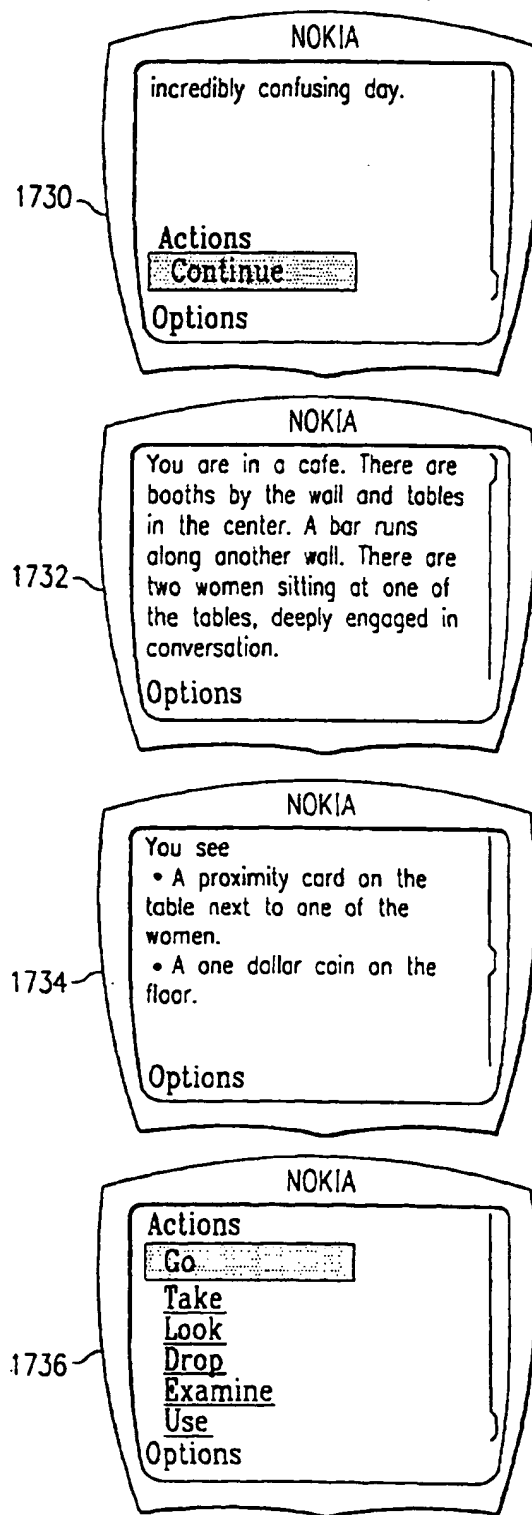 NOKIA
incredibly confusing day.
1730
Actions
Continue
Options
NOKIA
You are in a cafe. There are
booths by the wall and tables
in the center. A bar runs
along another wall. There are
1732
two women sitting at one of
the tables, deeply engaged in
conversation.
Options
NOKIA
You see
• A proximity card on the
table next to one of the
women.
• A one dollar coin on the
1734
floor.
Options
NOKIA
Actions
Go
Take
Look
Drop
1736
Examine
Use
Options